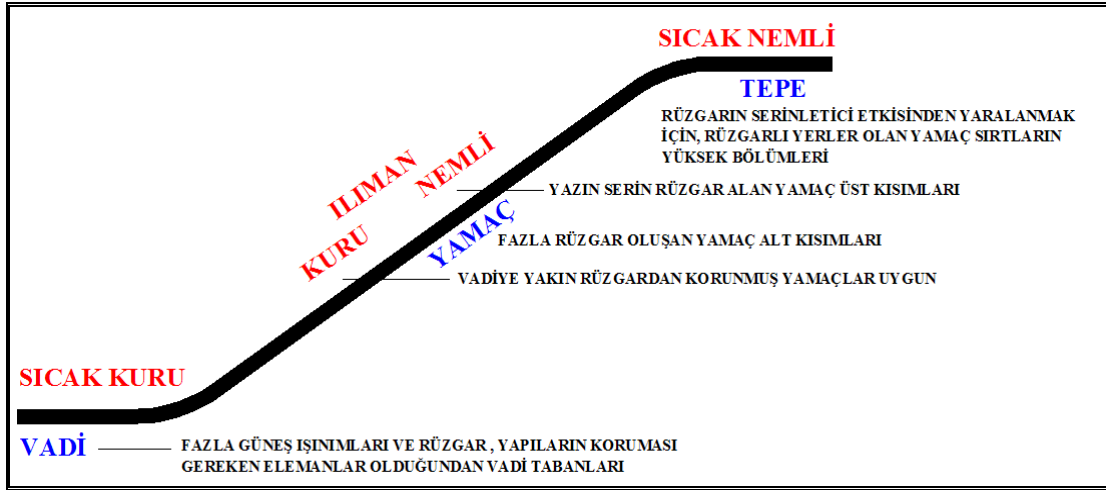 SICAK NEMLİ
TEPE
RÜZGARIN SERİNLETİCİ ETKİSİNDEN YARALANMAK
İÇİN, RÜZGARLI YERLER OLAN YAMAÇ SIRTLARIN
YÜKSEK BÖLÜMLERİ
ILIMAN
NEMLİ
YAZIN SERİN RÜZGAR ALAN YAMAÇ ÜST KISIMLARI
KURU
YAMAÇ
FAZLA RÜZGAR OLUŞAN YAMAÇ ALT KISIMLARI
VADİYE YAKIN RÜZGARDAN KORUNMUŞ YAMAÇLAR UYGUN
SICAK KURU
VADİ
FAZLA GÜNEŞ IŞINIMLARI VE RÜZGAR , YAPILARIN KORUMASI
GEREKEN ELEMANLAR OLDUĞUNDAN VADİ TABANLARI